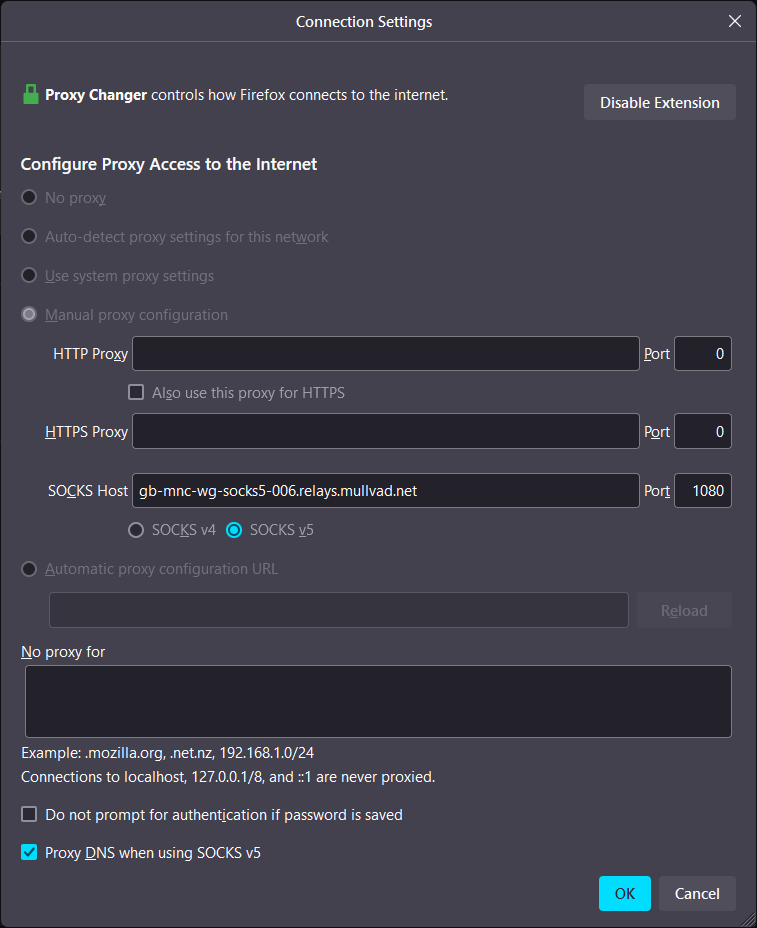 Connection Settings
Proxy Changer controls how Firefox connects to the internet.
Disable Extension
Configure Proxy Access to the Internet
No proxy
Auto-detect proxy settings for this network
Use system proxy settings
Manual proxy configuration
HTTP Proxy Port 0
Also use this proxy for HTTPS
HTTPS Proxy Port 0
SOCKS Host gb-mnc-wg-socks5-006.relays.mullvad.net Port 1080
SOCKS v4 SOCKS v5
Automatic proxy configuration URL
Reload
No proxy for
Example: .mozilla.org, .net.nz, 192.168.1.0/24
Connections to localhost, 127.0.0.1/8, and ::1 are never proxied.
Do not prompt for authentication if password is saved
Proxy DNS when using SOCKS v5
OK Cancel